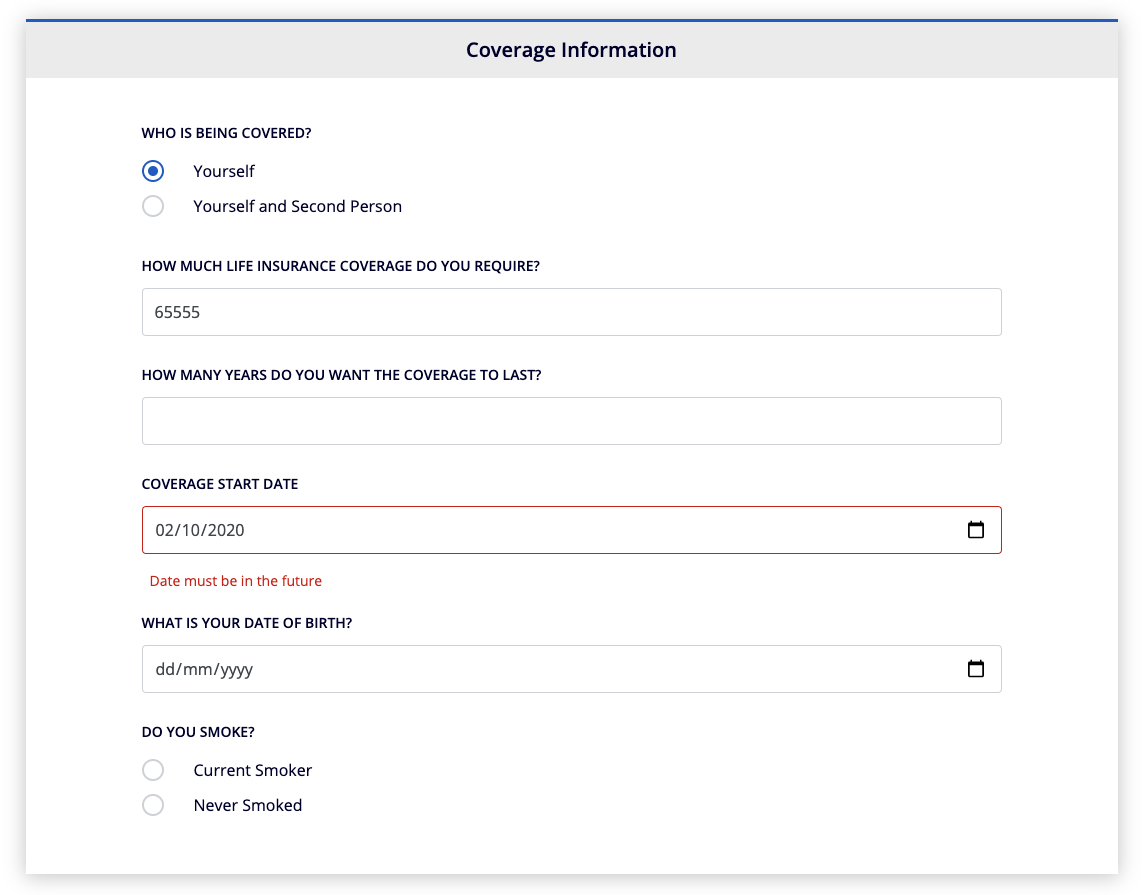 Coverage Information
WHO IS BEING COVERED?
Yourself
Yourself and Second Person
HOW MUCH LIFE INSURANCE COVERAGE DO YOU REQUIRE?
65555
HOW MANY YEARS DO YOU WANT THE COVERAGE TO LAST?
COVERAGE START DATE
02/10/2020
Date must be in the future
WHAT IS YOUR DATE OF BIRTH?
dd/mm/yyyy
DO YOU SMOKE?
Current Smoker
Never Smoked